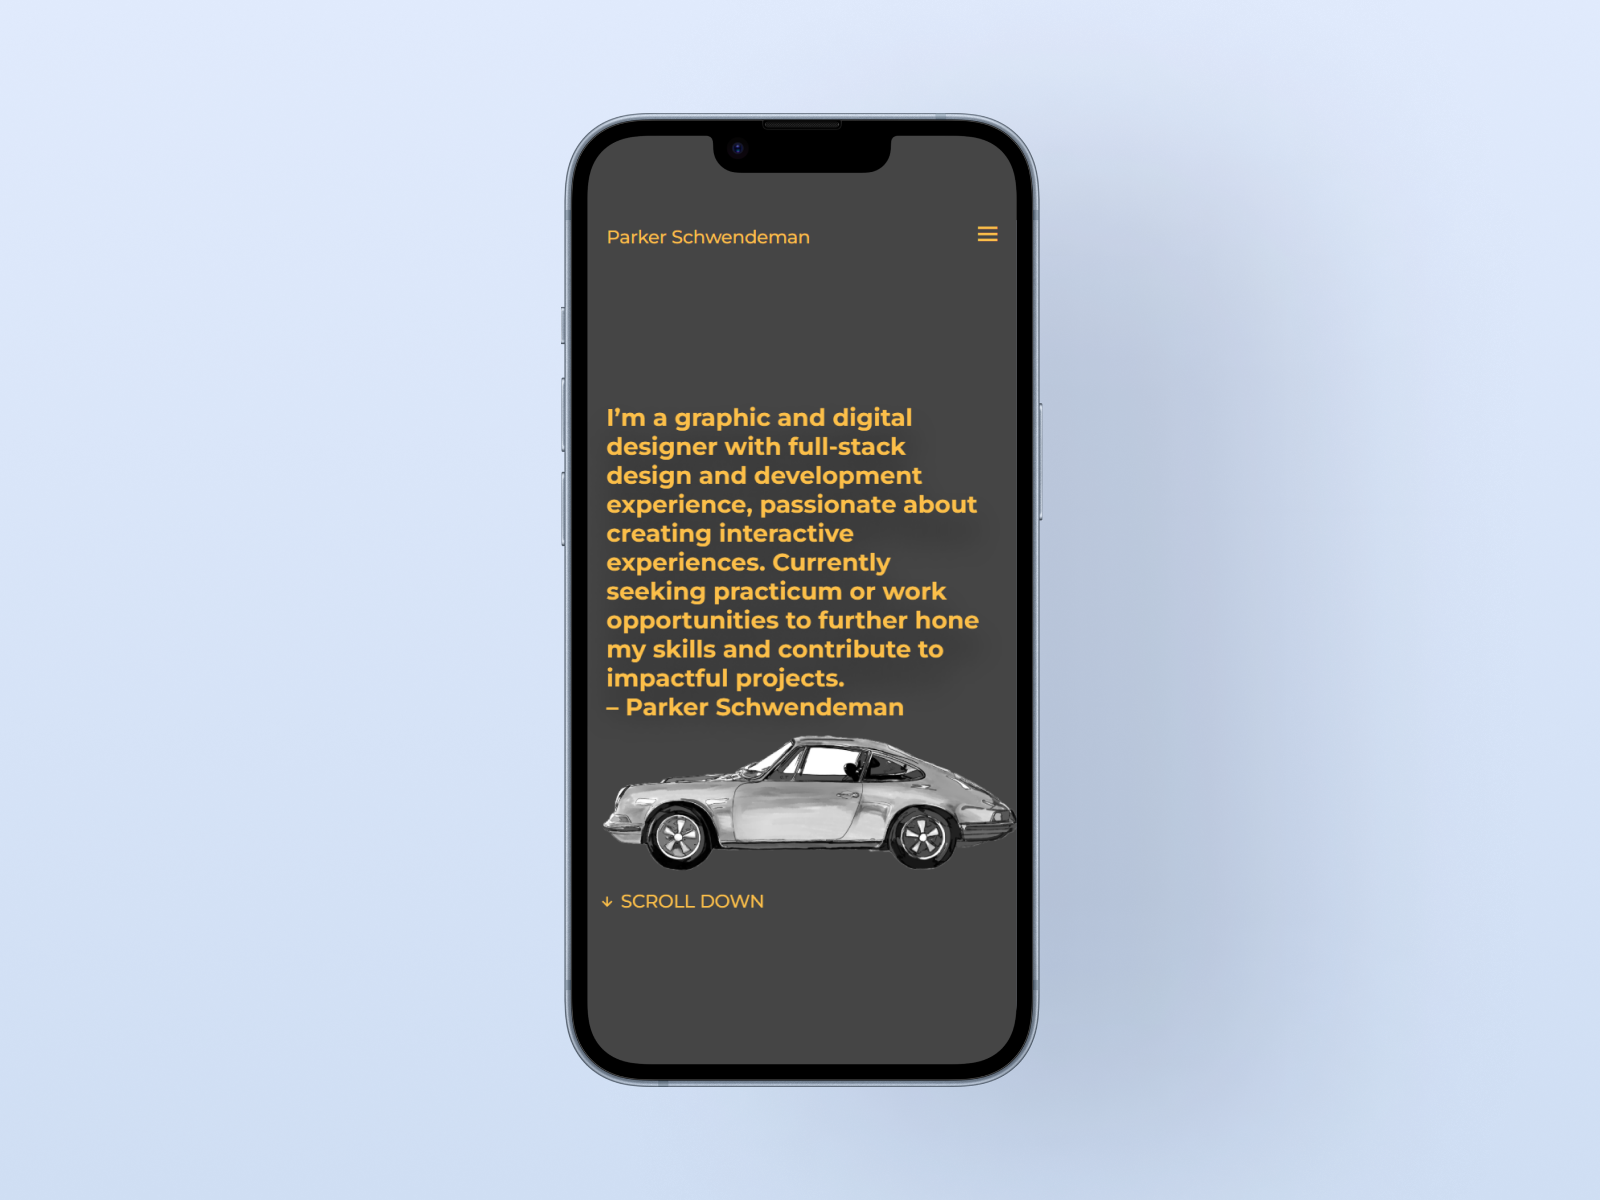 Parker Schwendeman
I’m a graphic and digital
designer with full-stack
design and development
experience, passionate about
creating interactive
experiences. Currently
seeking practicum or work
opportunities to further hone
my skills and contribute to
impactful projects.
– Parker Schwendeman
↓ SCROLL DOWN